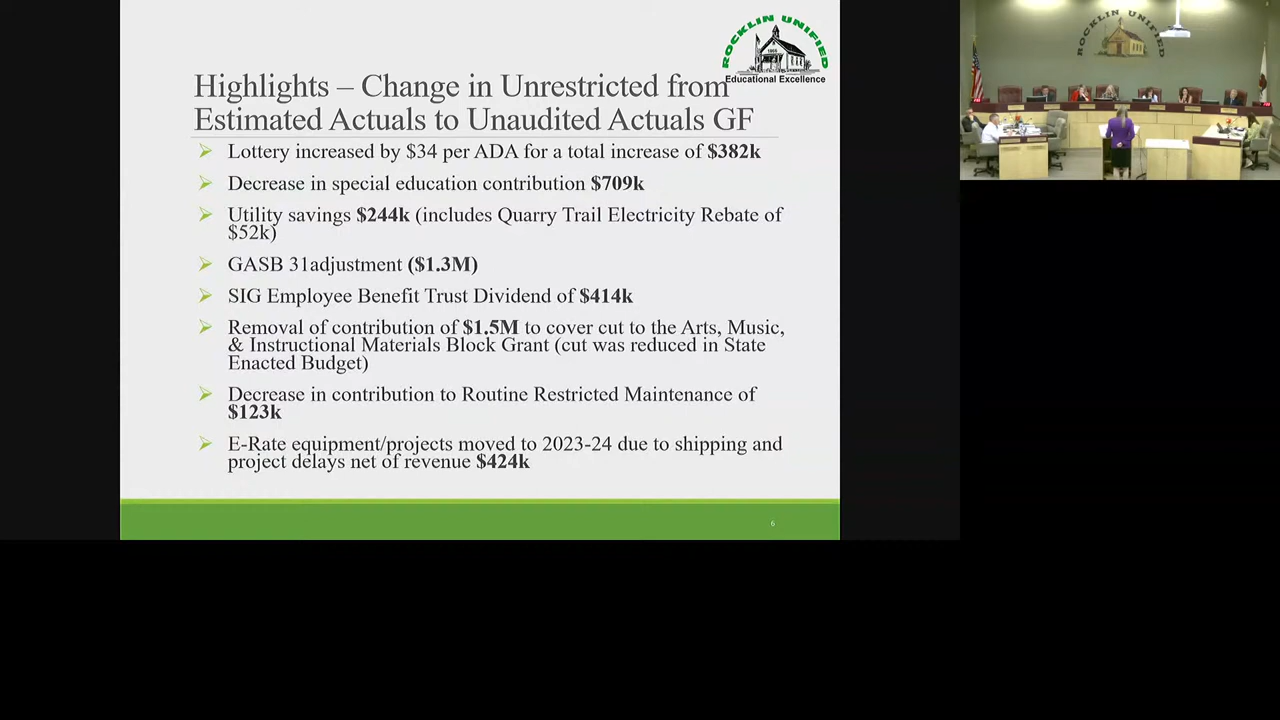 ROCKLIN UNIFIED
Educational Excellence
Highlights – Change in Unrestricted from
Estimated Actuals to Unaudited Actuals GF
Lottery increased by $34 per ADA for a total increase of $382k
Decrease in special education contribution $709k
Utility savings $244k (includes Quarry Trail Electricity Rebate of
$52k)
GASB 31adjustment ($1.3M)
SIG Employee Benefit Trust Dividend of $414k
Removal of contribution of $1.5M to cover cut to the Arts, Music,
& Instructional Materials Block Grant (cut was reduced in State
Enacted Budget)
Decrease in contribution to Routine Restricted Maintenance of
$123k
E-Rate equipment/projects moved to 2023-24 due to shipping and
project delays net of revenue $424k
6
ROCKLIN UNIFIED